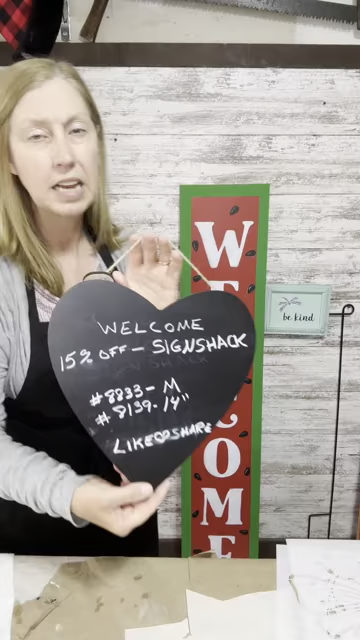 WELCOME
15% OFF - SIGNSHACK
#8833- M
#8139- 14"
LIKE & SHARE
WE
OME
be kind